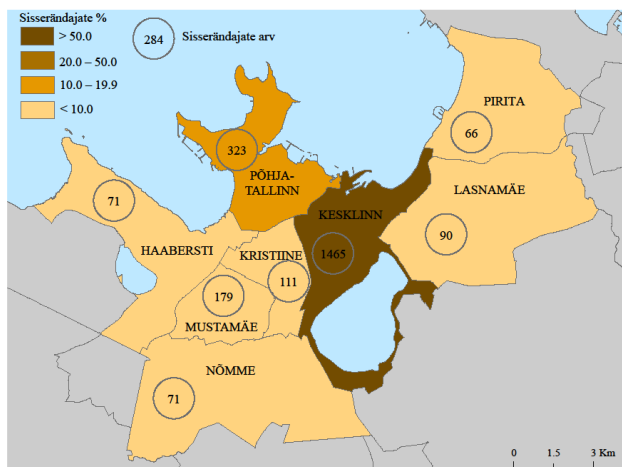 Sisserändajate %
> 50.0
20.0 – 50.0
10.0 – 19.9
< 10.0
284
Sisserändajate arv
PIRITA
66
323
PÕHJA-
TALLINN
LASNAMÄE
71
KESKLINN
90
HAABERSTI
KRISTIINE
1465
111
179
MUSTAMÄE
NÕMME
71
0 1.5 3 Km